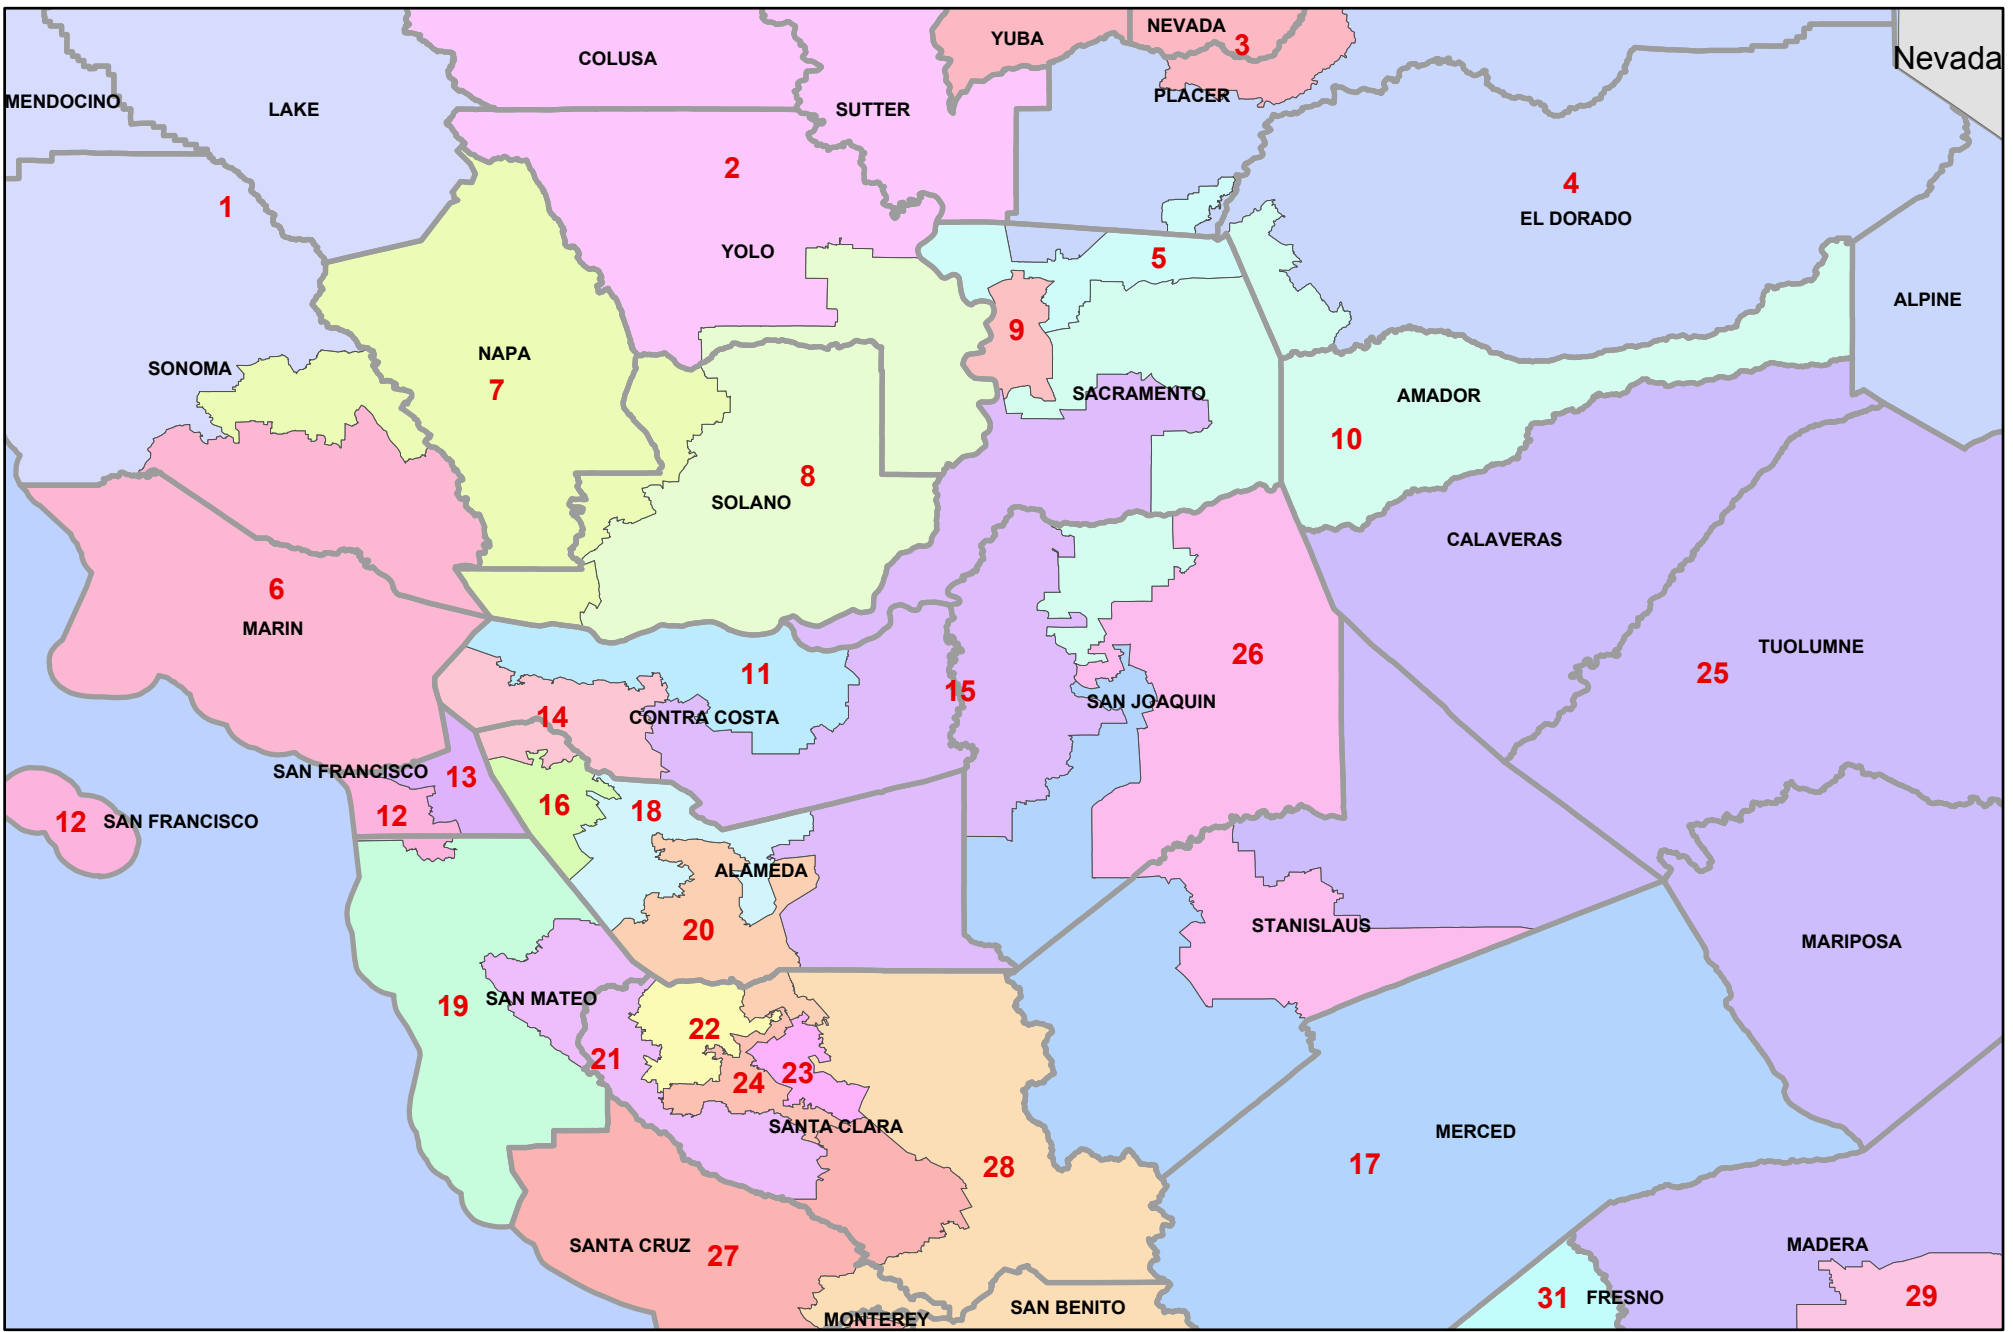 NEVADA
YUBA
3
COLUSA
Nevada
PLACER
MENDOCINO
LAKE
SUTTER
2
4
1
EL DORADO
YOLO
5
ALPINE
9
NAPA
SONOMA
7
SACRAMENTO
AMADOR
10
8
SOLANO
CALAVERAS
6
MARIN
TUOLUMNE
26
11
25
15
SAN JOAQUIN
14
CONTRA COSTA
SAN FRANCISCO
13
16
18
12
12
SAN FRANCISCO
ALAMEDA
STANISLAUS
20
MARIPOSA
SAN MATEO
19
22
21
23
24
SANTA CLARA
MERCED
17
28
SANTA CRUZ
MADERA
27
31
FRESNO
29
SAN BENITO
MONTEREY